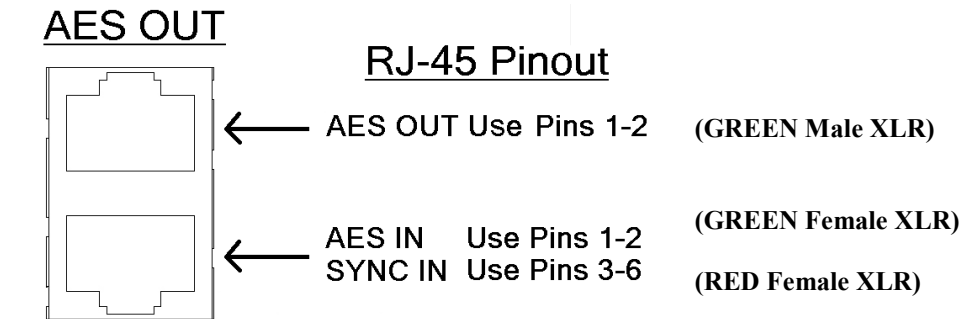 AES OUT
RJ-45 Pinout
AES OUT Use Pins 1-2 (GREEN Male XLR)
(GREEN Female XLR)
AES IN Use Pins 1-2
SYNC IN Use Pins 3-6
(RED Female XLR)